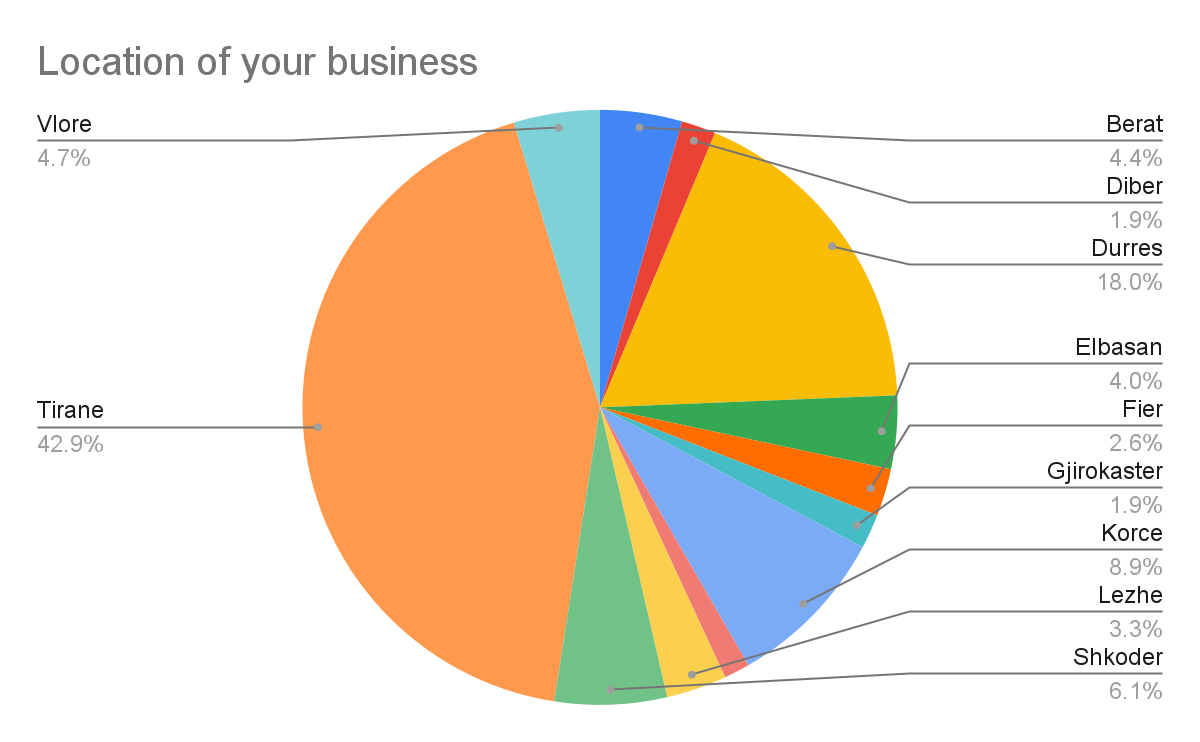 Location of your business
Vlore
4.7%
Tirane
42.9%
Berat
4.4%
Diber
1.9%
Durres
18.0%
Elbasan
4.0%
Fier
2.6%
Gjirokaster
1.9%
Korce
8.9%
Lezhe
3.3%
Shkoder
6.1%